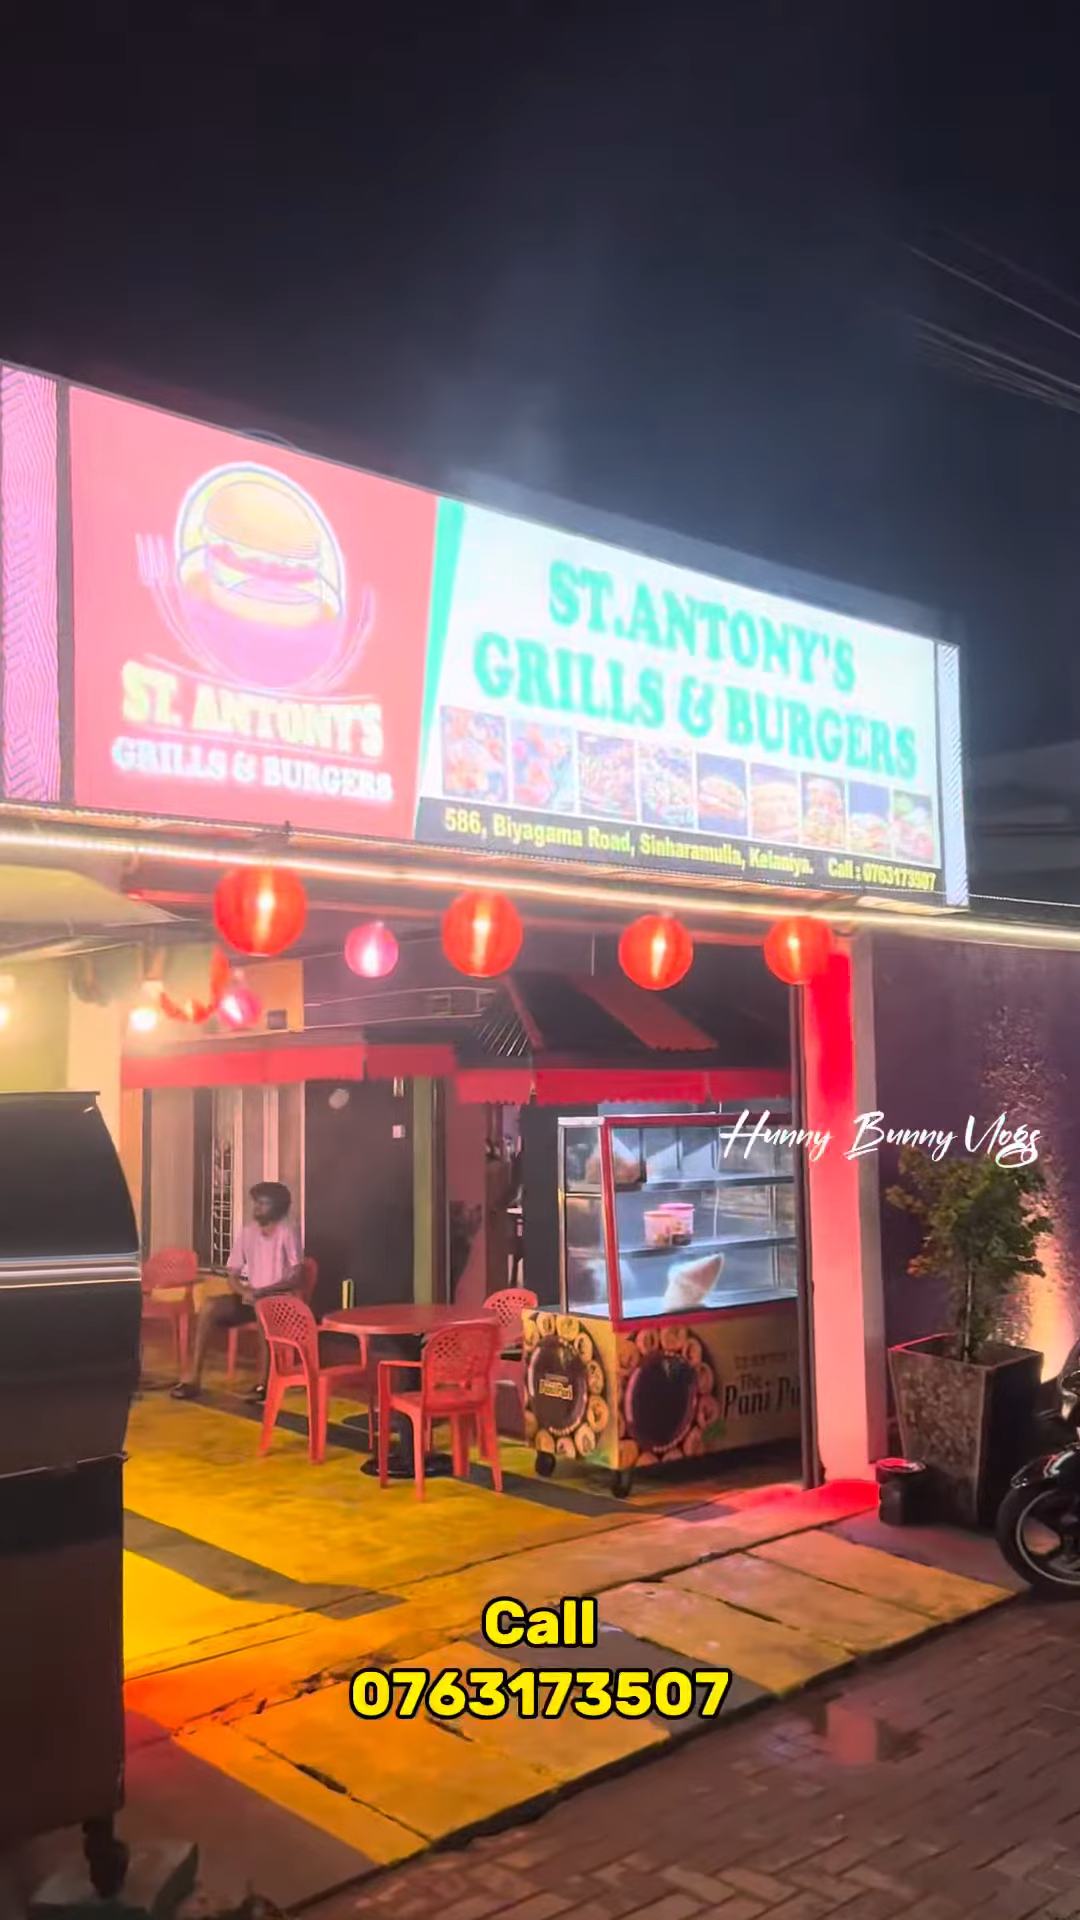 ST. ANTONY'S
GRILLS & BURGERS
ST.ANTONY'S
GRILLS & BURGERS
586, Biyagama Road, Sinharamulla, Kelaniya. Call : 0763173507
Hunny Bunny Vlogs
The
Pani
Call
0763173507